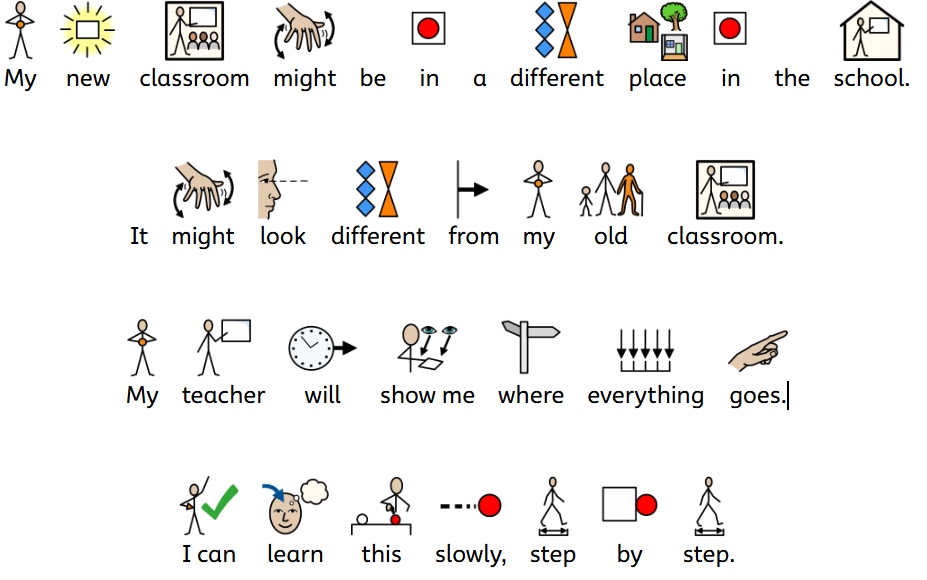 My new classroom might be in a different place in the school.
It might look different from my old classroom.
My teacher will show me where everything goes.
I can learn this slowly, step by step.